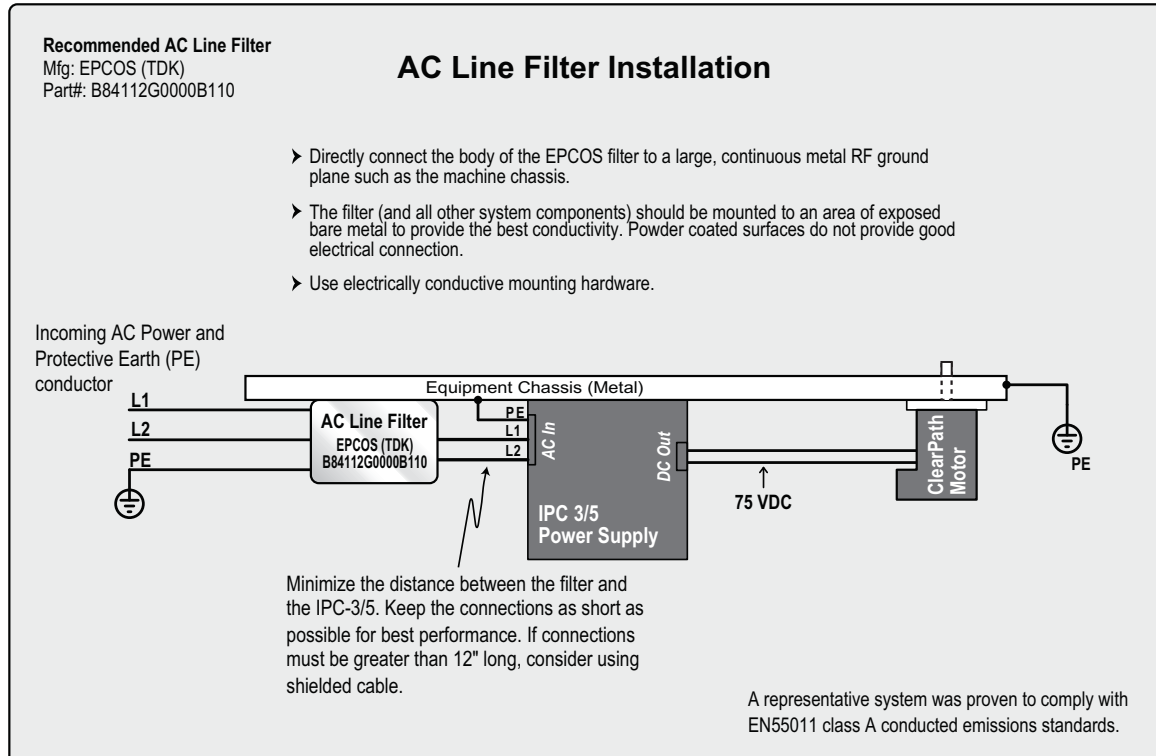 Recommended AC Line Filter
Mfg: EPCOS (TDK)
Part#: B84112G0000B110
AC Line Filter Installation
➤ Directly connect the body of the EPCOS filter to a large, continuous metal RF ground
plane such as the machine chassis.
➤ The filter (and all other system components) should be mounted to an area of exposed
bare metal to provide the best conductivity. Powder coated surfaces do not provide good
electrical connection.
➤ Use electrically conductive mounting hardware.
Incoming AC Power and
Protective Earth (PE)
conductor
Equipment Chassis (Metal)
L1
L2
PE
AC Line Filter
EPCOS (TDK)
B84112G0000B110
PE
L1
L2
AC In
DC Out
IPC 3/5
Power Supply
75 VDC
ClearPath
Motor
PE
Minimize the distance between the filter and
the IPC-3/5. Keep the connections as short as
possible for best performance. If connections
must be greater than 12" long, consider using
shielded cable.
A representative system was proven to comply with
EN55011 class A conducted emissions standards.